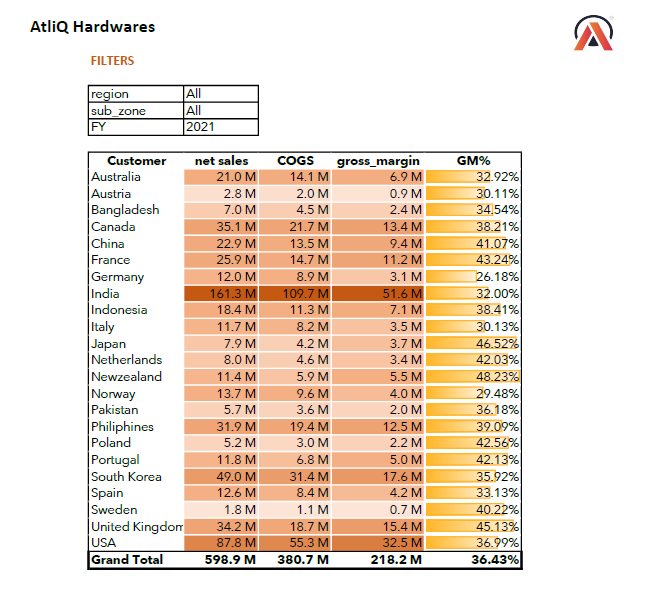 AtliQ Hardwares
FILTERS
region All
sub_zone All
FY 2021
Customer net sales COGS gross_margin GM%
Australia 21.0 M 14.1 M 6.9 M 32.92%
Austria 2.8 M 2.0 M 0.9 M 30.11%
Bangladesh 7.0 M 4.5 M 2.4 M 34.54%
Canada 35.1 M 21.7 M 13.4 M 38.21%
China 22.9 M 13.5 M 9.4 M 41.07%
France 25.9 M 14.7 M 11.2 M 43.24%
Germany 12.0 M 8.9 M 3.1 M 26.18%
India 161.3 M 109.7 M 51.6 M 32.00%
Indonesia 18.4 M 11.3 M 7.1 M 38.41%
Italy 11.7 M 8.2 M 3.5 M 30.13%
Japan 7.9 M 4.2 M 3.7 M 46.52%
Netherlands 8.0 M 4.6 M 3.4 M 42.03%
Newzealand 11.4 M 5.9 M 5.5 M 48.23%
Norway 13.7 M 9.6 M 4.0 M 29.48%
Pakistan 5.7 M 3.6 M 2.0 M 36.18%
Philiphines 31.9 M 19.4 M 12.5 M 39.09%
Poland 5.2 M 3.0 M 2.2 M 42.56%
Portugal 11.8 M 6.8 M 5.0 M 42.13%
South Korea 49.0 M 31.4 M 17.6 M 35.92%
Spain 12.6 M 8.4 M 4.2 M 33.13%
Sweden 1.8 M 1.1 M 0.7 M 40.22%
United Kingdom 34.2 M 18.7 M 15.4 M 45.13%
USA 87.8 M 55.3 M 32.5 M 36.99%
Grand Total 598.9 M 380.7 M 218.2 M 36.43%